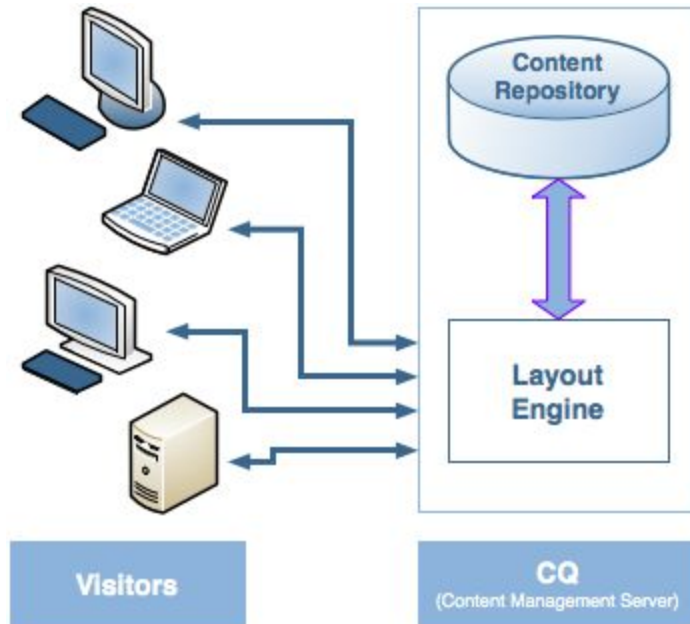 Content
Repository
Layout
Engine
Visitors
CQ
(Content Management Server)